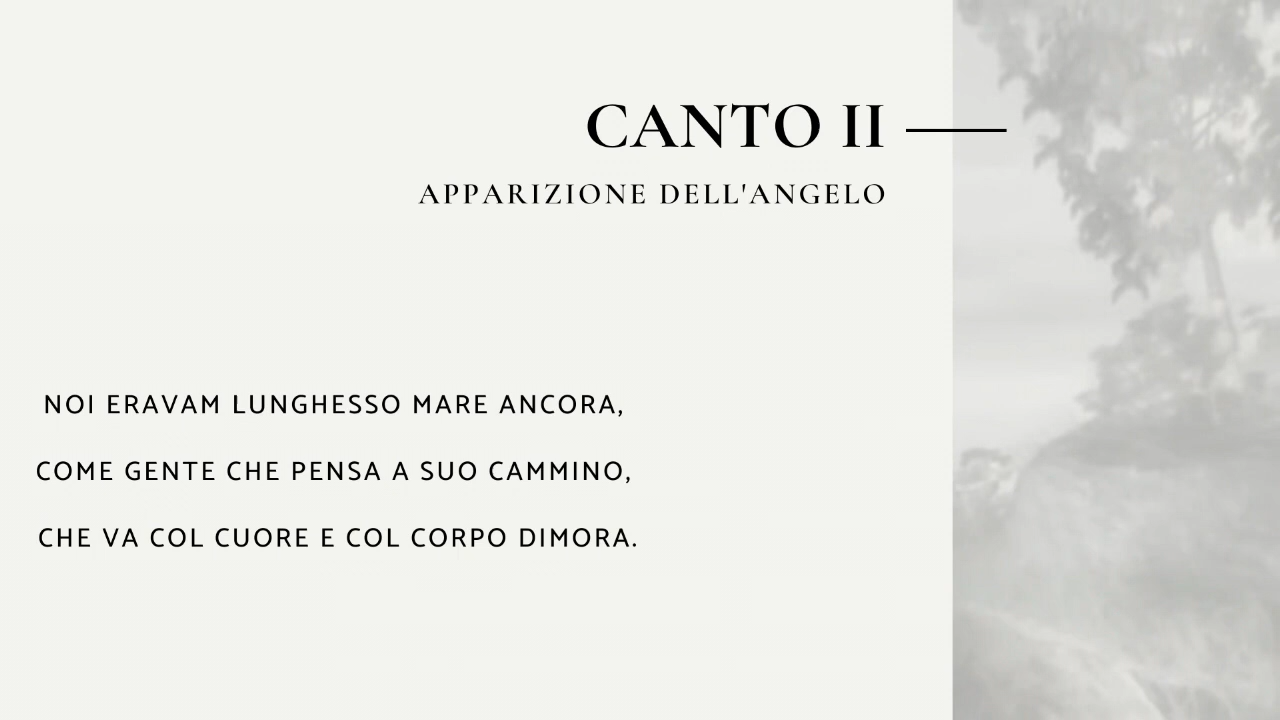 CANTO II
APPARIZIONE DELL'ANGELO
NOI ERAVAM LUNGHESSO MARE ANCORA,
COME GENTE CHE PENSA A SUO CAMMINO,
CHE VA COL CUORE E COL CORPO DIMORA.